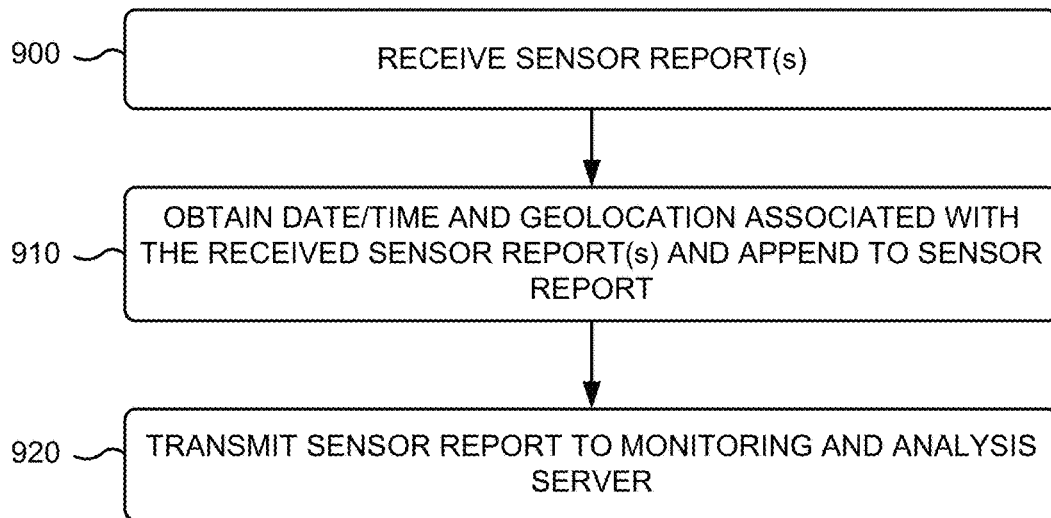 900
RECEIVE SENSOR REPORT(s)
910
OBTAIN DATE/TIME AND GEOLOCATION ASSOCIATED WITH
THE RECEIVED SENSOR REPORT(s) AND APPEND TO SENSOR
REPORT
920
TRANSMIT SENSOR REPORT TO MONITORING AND ANALYSIS
SERVER